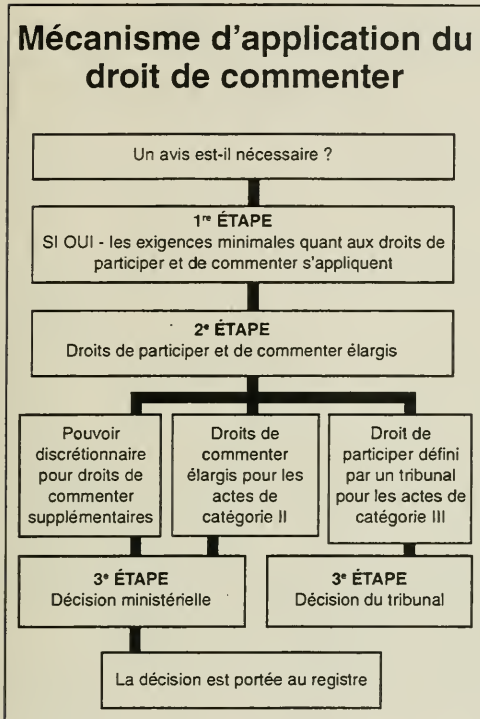 Mécanisme d'application du
droit de commenter
Un avis est-il nécessaire ?
1re ÉTAPE
SI OUI - les exigences minimales quant aux droits de
participer et de commenter s'appliquent
2e ÉTAPE
Droits de participer et de commenter élargis
Pouvoir
discrétionnaire
pour droits de
commenter
supplémentaires
Droits de
commenter
élargis pour les
actes de
catégorie II
Droit de
participer défini
par un tribunal
pour les actes de
catégorie III
3e ÉTAPE
Décision ministérielle
3e ÉTAPE
Décision du tribunal
La décision est portée au registre